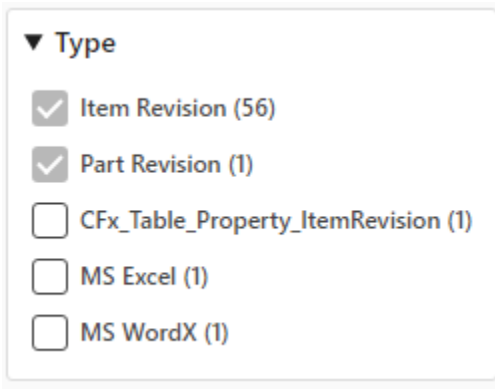 Type
Item Revision (56)
Part Revision (1)
CFx_Table_Property_ItemRevision (1)
MS Excel (1)
MS WordX (1)